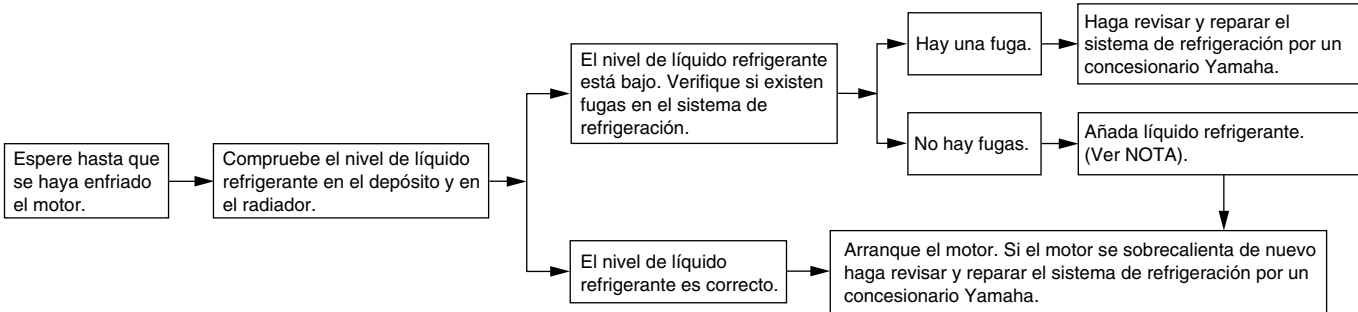 Espere hasta que
se haya enfriado
el motor.
Compruebe el nivel de líquido
refrigerante en el depósito y en
el radiador.
El nivel de líquido refrigerante
está bajo. Verifique si existen
fugas en el sistema de
refrigeración.
Hay una fuga.
Haga revisar y reparar el
sistema de refrigeración por un
concesionario Yamaha.
No hay fugas.
Añada líquido refrigerante.
(Ver NOTA).
El nivel de líquido
refrigerante es correcto.
Arranque el motor. Si el motor se sobrecalienta de nuevo
haga revisar y reparar el sistema de refrigeración por un
concesionario Yamaha.